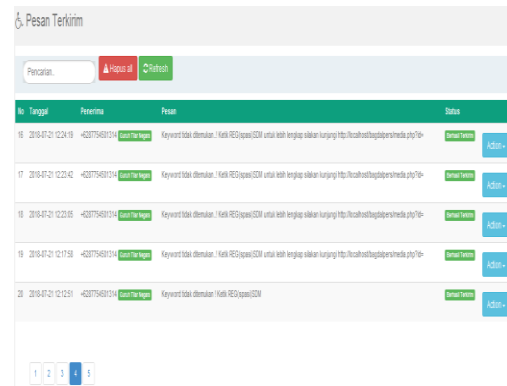 Pesan Terkirim
Pencarian..
Hapus all
Refresh
No Tanggal Penerima Pesan Status
16 2018-07-21 12:24:19 +6287754501314 Keyword tidak ditemukan..! Ketik REG(spasi)SDM untuk lebih lengkap silakan kunjungi http://localhost/bagdalpers/media.php?id= Berhasil Terkirim Action
17 2018-07-21 12:23:42 +6287754501314 Keyword tidak ditemukan..! Ketik REG(spasi)SDM untuk lebih lengkap silakan kunjungi http://localhost/bagdalpers/media.php?id= Berhasil Terkirim Action
18 2018-07-21 12:23:05 +6287754501314 Keyword tidak ditemukan..! Ketik REG(spasi)SDM untuk lebih lengkap silakan kunjungi http://localhost/bagdalpers/media.php?id= Berhasil Terkirim Action
19 2018-07-21 12:17:58 +6287754501314 Keyword tidak ditemukan..! Ketik REG(spasi)SDM untuk lebih lengkap silakan kunjungi http://localhost/bagdalpers/media.php?id= Berhasil Terkirim Action
20 2018-07-21 12:12:51 +6287754501314 Keyword tidak ditemukan ! Ketik REG(spasi)SDM Berhasil Terkirim Action
1 2 3 4 5